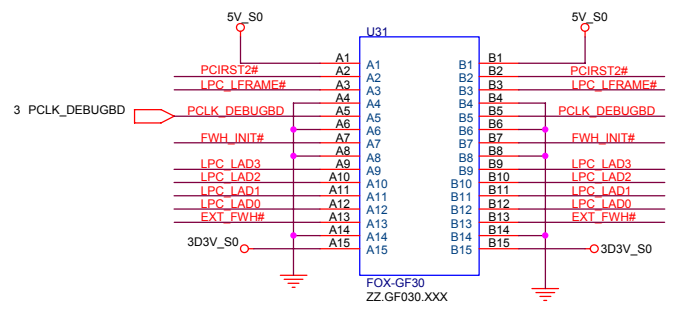 5V_S0 5V_S0
U31
A1 A1 B1 B1
PCIRST2# A2 A2 B2 B2 PCIRST2#
LPC_LFRAME# A3 A3 B3 B3 LPC_LFRAME#
A4 A4 B4 B4
3 PCLK_DEBUGBD PCLK_DEBUGBD A5 A5 B5 B5 PCLK_DEBUGBD
A6 A6 B6 B6
FWH_INIT# A7 A7 B7 B7 FWH_INIT#
A8 A8 B8 B8
LPC_LAD3 A9 A9 B9 B9 LPC_LAD3
LPC_LAD2 A10 A10 B10 B10 LPC_LAD2
LPC_LAD1 A11 A11 B11 B11 LPC_LAD1
LPC_LAD0 A12 A12 B12 B12 LPC_LAD0
EXT_FWH# A13 A13 B13 B13 EXT_FWH#
A14 A14 B14 B14
3D3V_S0 A15 A15 B15 B15 3D3V_S0
FOX-GF30
ZZ.GF030.XXX